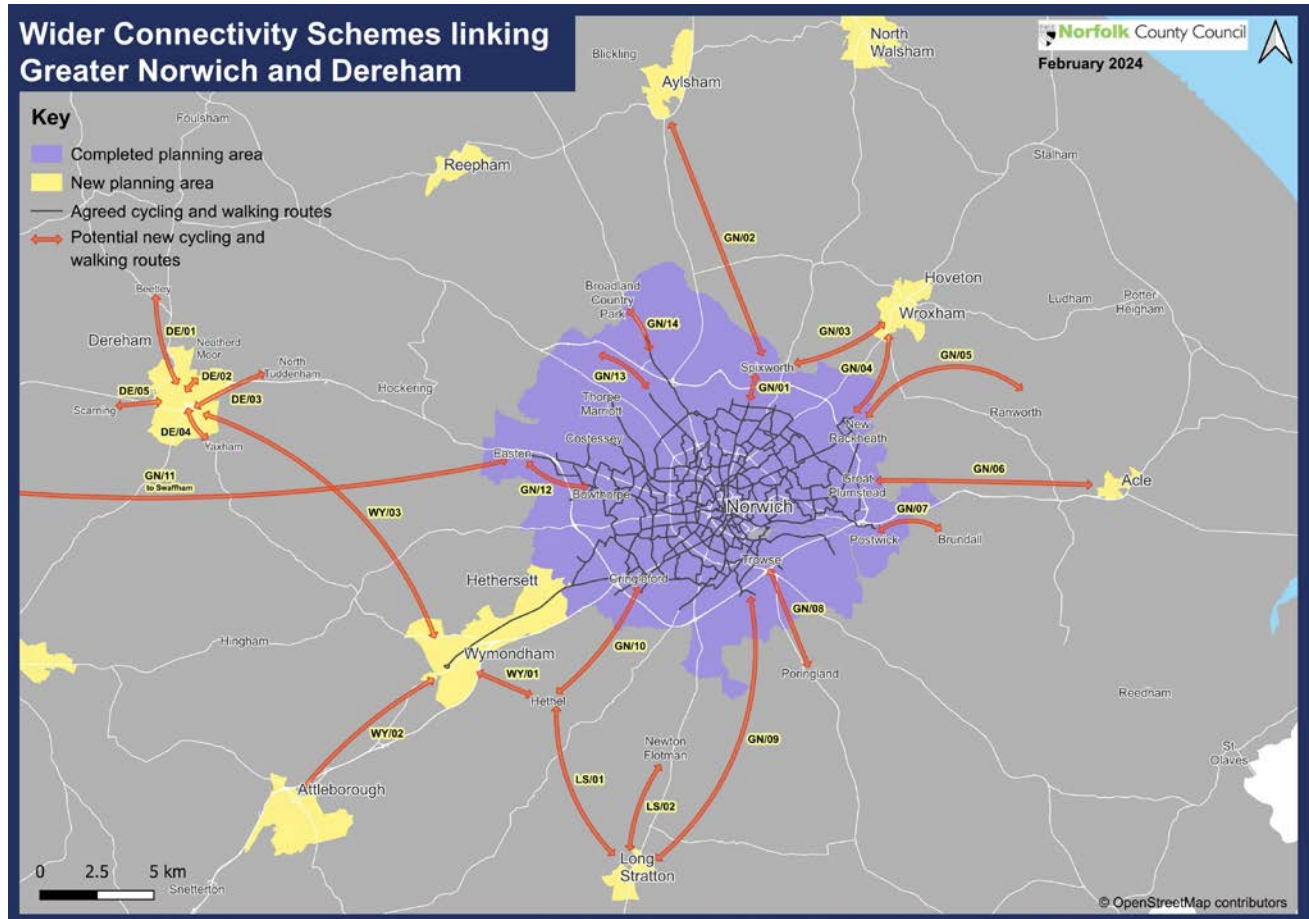 Wider Connectivity Schemes linking
Greater Norwich and Dereham
Norfolk County Council
February 2024
Key
Completed planning area
New planning area
Agreed cycling and walking routes
Potential new cycling and
walking routes
Blickling
Aylsham
North
Walsham
Foulsham
Reepham
Stalham
GN/02
Beetley
Broadland
Country
Park
Hoveton
Wroxham
Ludham
Potter
Heigham
DE/01
GN/14
GN/03
Dereham
Neatherd
Moor
North
Tuddenham
Hockering
Spixworth
GN/04
GN/05
DE/02
GN/13
GN/01
DE/05
DE/03
Scarning
Thorpe
Marriott
Ranworth
DE/04
Yaxham
Costessey
New
Rackheath
Easton
GN/11
to Swaffham
GN/12
Bowthorpe
Great
Plumstead
GN/06
Acle
WY/03
Norwich
GN/07
Postwick
Brundall
Trowse
Hethersett
Cringleford
GN/08
Hingham
GN/10
Wymondham
WY/01
Poringland
Hethel
Reedham
WY/02
Newton
Flotman
GN/09
St.
Olaves
LS/01
Attleborough
LS/02
Long
Stratton
0 2.5 5 km
Snetterton
© OpenStreetMap contributors